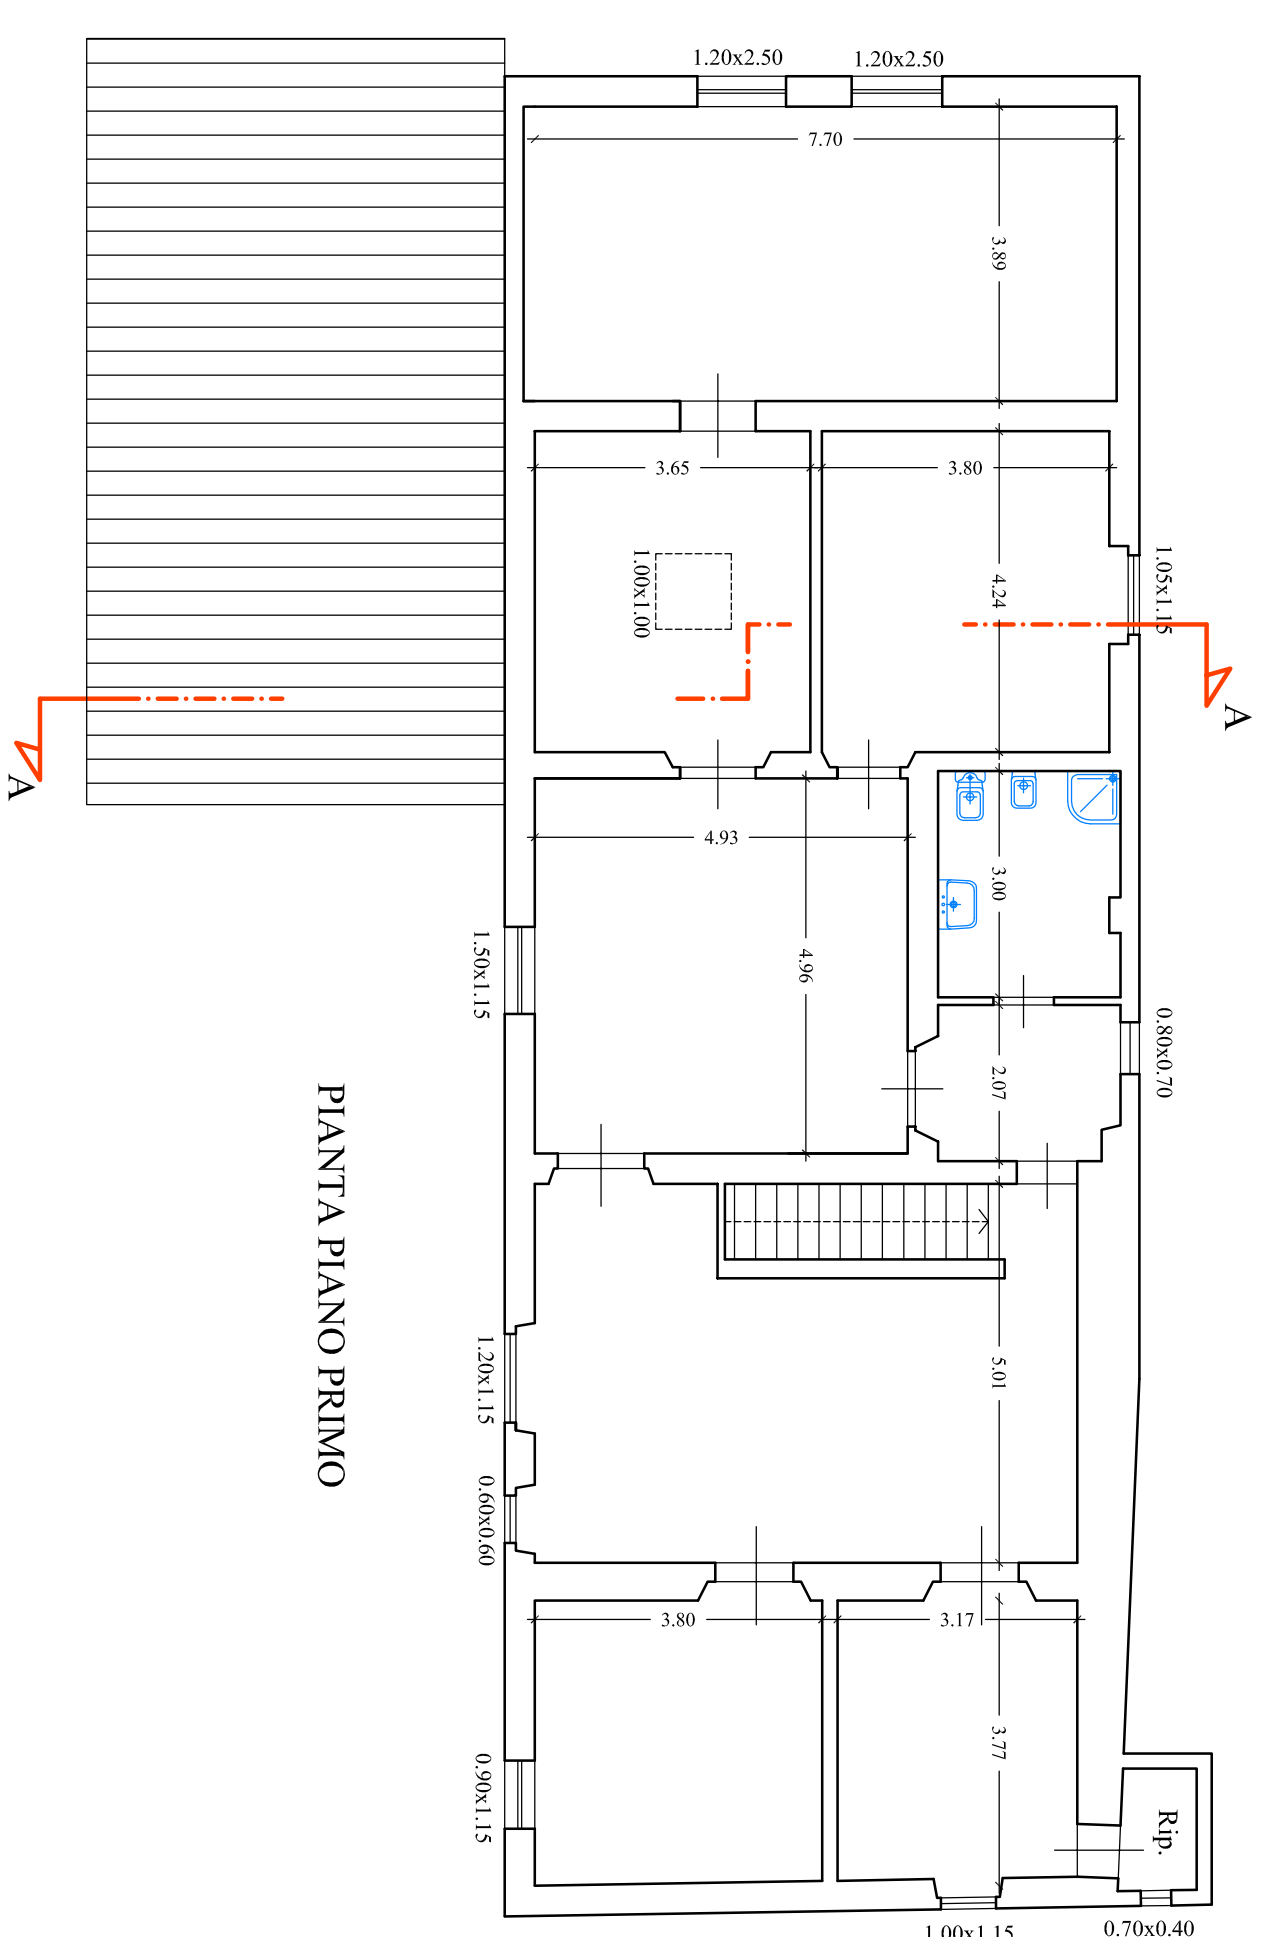 1.20x2.50
1.20x2.50
7.70
3.89
3.65
3.80
1.00x1.00
4.24
1.05x1.15
A
A
4.93
3.00
4.96
1.50x1.15
0.80x0.70
2.07
PIANTA PIANO PRIMO
1.20x1.15
5.01
0.60x0.60
3.80
3.17
3.77
0.90x1.15
Rip.
1.00x1.15
0.70x0.40